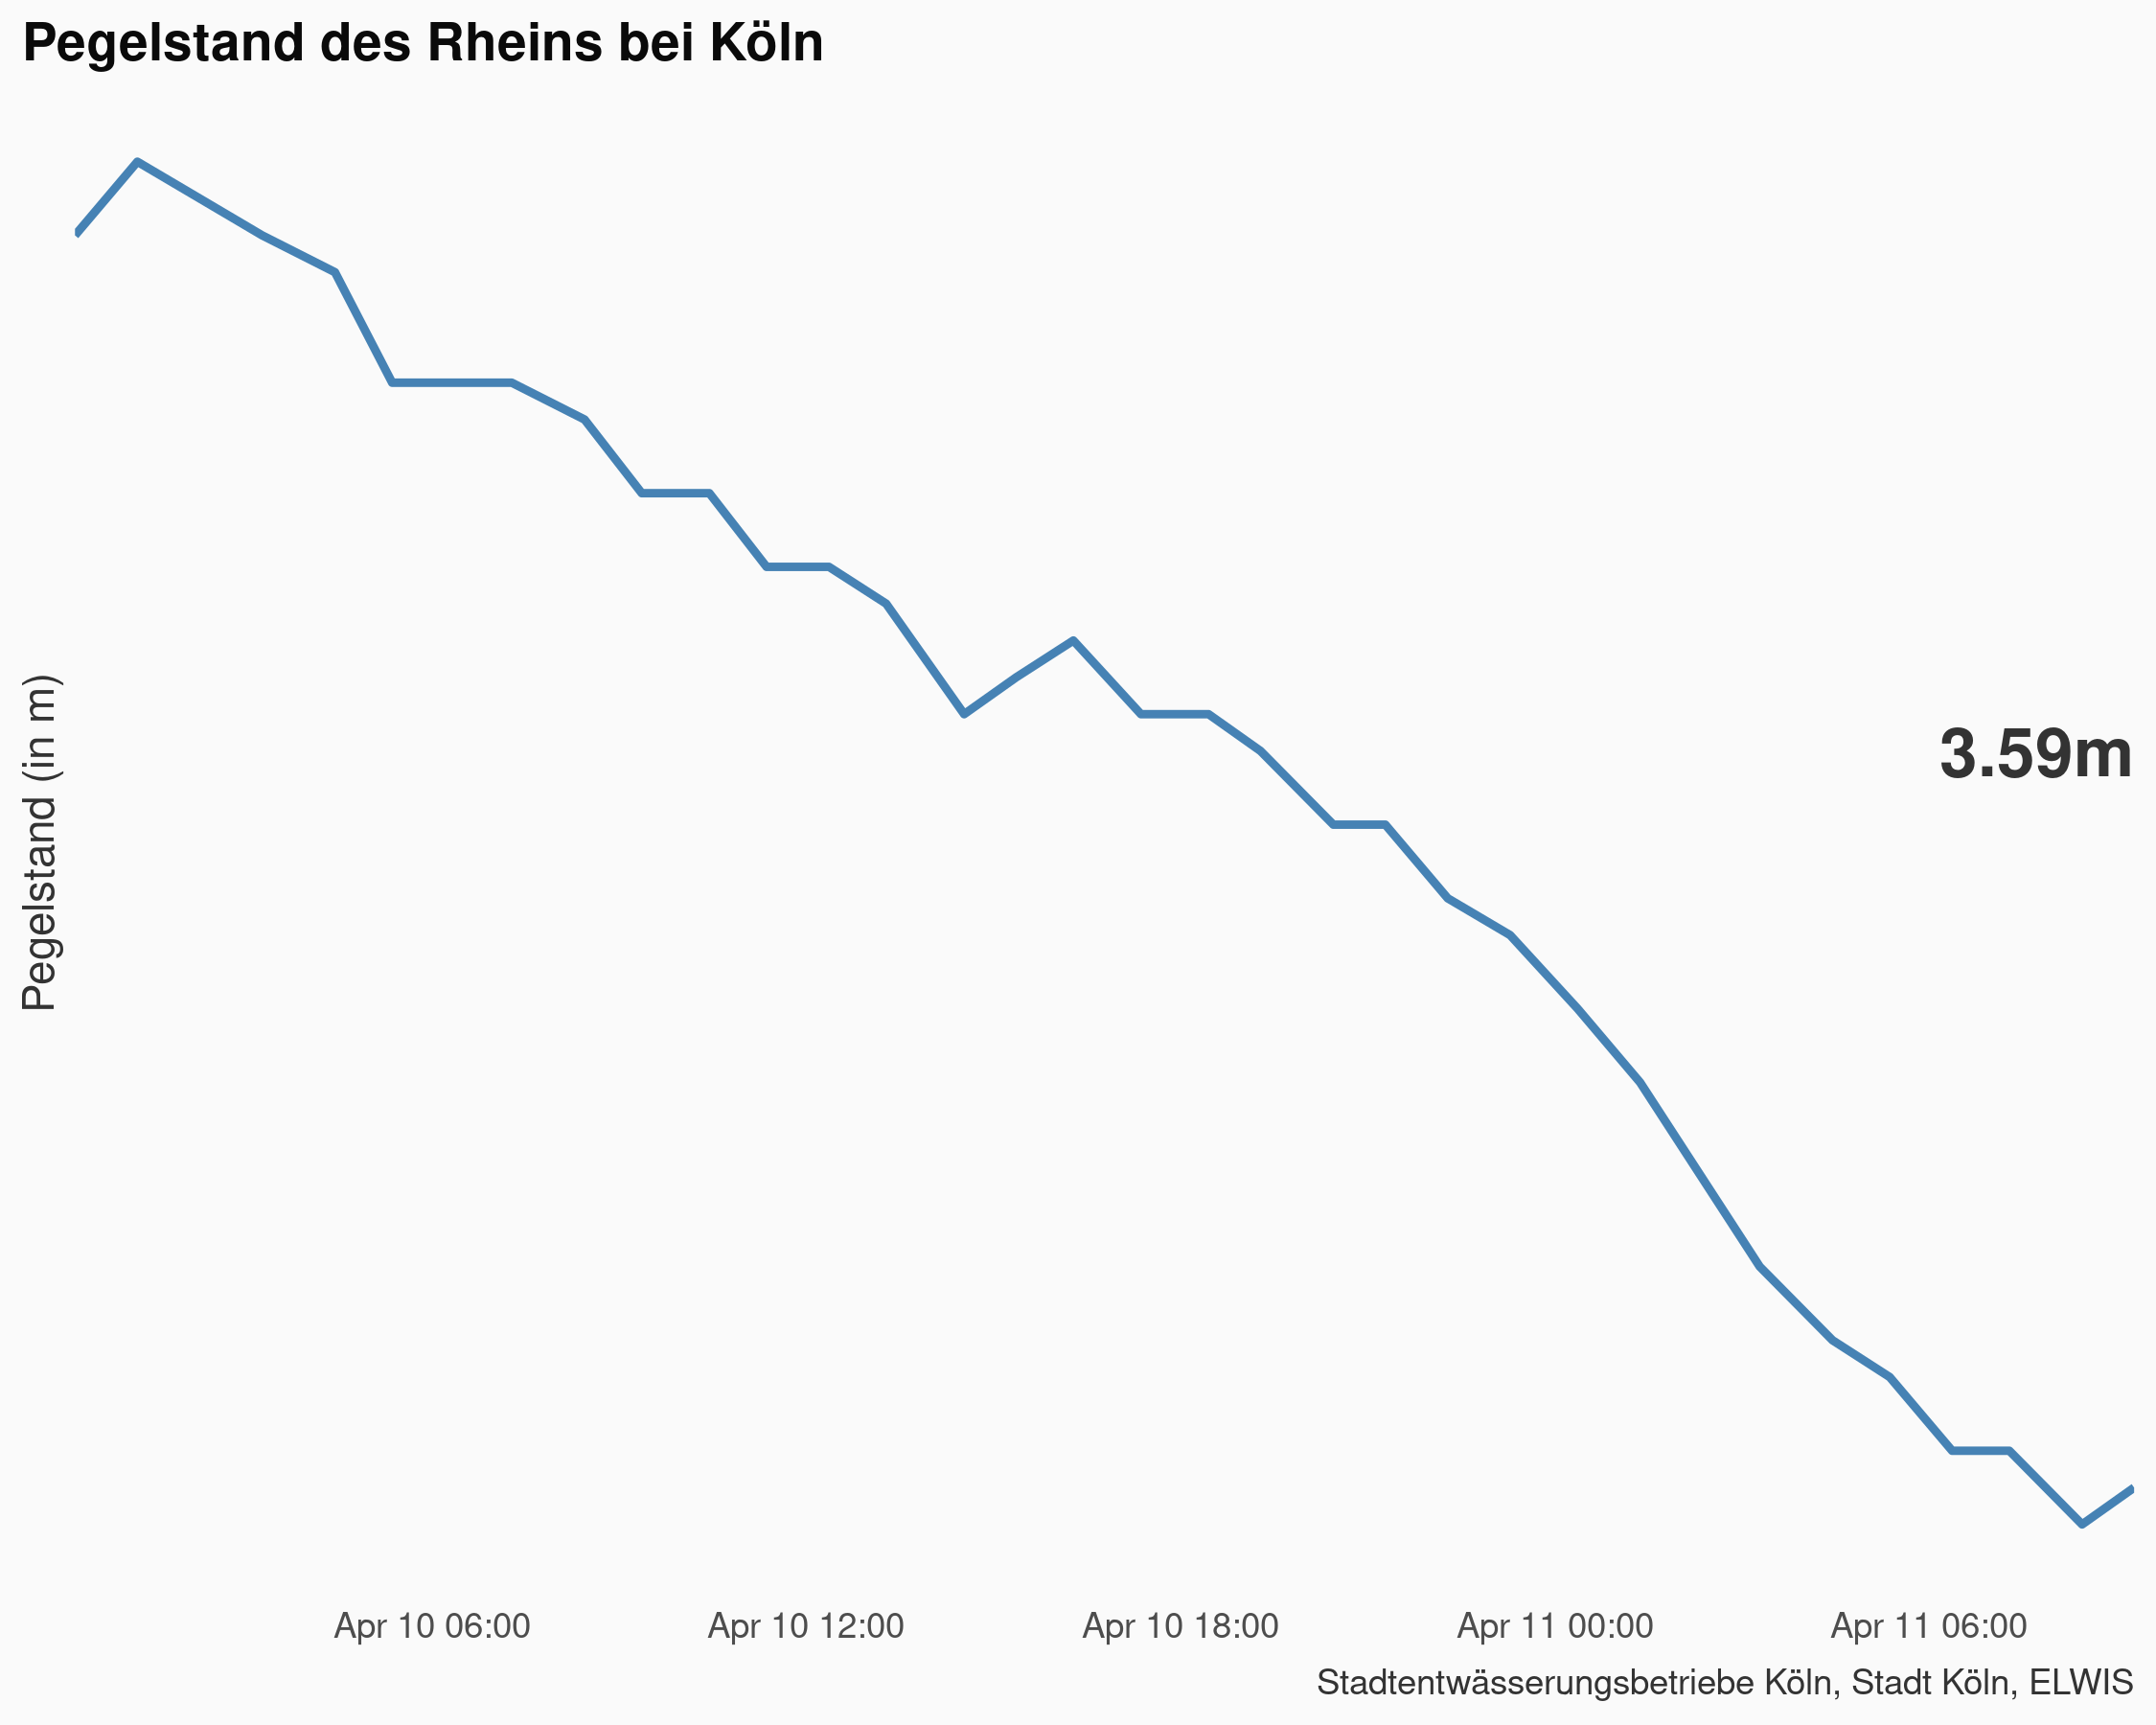 Pegelstand des Rheins bei Köln
Pegelstand (in m)
3.59m
Apr 10 06:00
Apr 10 12:00
Apr 10 18:00
Apr 11 00:00
Apr 11 06:00
Stadtentwässerungsbetriebe Köln, Stadt Köln, ELWIS